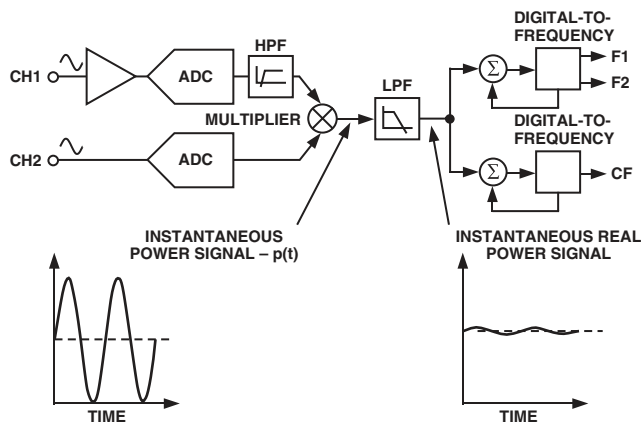 DIGITAL-TO-
FREQUENCY
HPF
F1
CH1
ADC
Σ
LPF
F2
MULTIPLIER
DIGITAL-TO-
FREQUENCY
CH2
ADC
Σ
CF
INSTANTANEOUS
POWER SIGNAL – p(t)
INSTANTANEOUS REAL
POWER SIGNAL
TIME
TIME